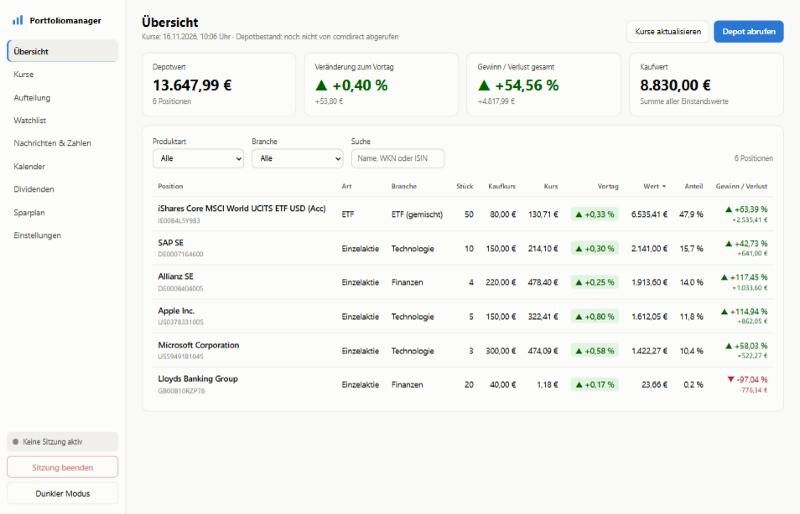 Portfoliomanager
Übersicht
Kurse
Aufteilung
Watchlist
Nachrichten & Zahlen
Kalender
Dividenden
Sparplan
Einstellungen
Keine Sitzung aktiv
Sitzung beenden
Dunkler Modus
Übersicht
Kurse: 16.11.2026, 10:06 Uhr · Depotbestand: noch nicht von comdirect abgerufen
Kurse aktualisieren
Depot abrufen
Depotwert
13.647,99 €
6 Positionen
Veränderung zum Vortag
▲ +0,40 %
+53,80 €
Gewinn / Verlust gesamt
▲ +54,56 %
+4.817,99 €
Kaufwert
8.830,00 €
Summe aller Einstandswerte
Produktart Branche Suche
Alle Alle Name, WKN oder ISIN 6 Positionen
Position Art Branche Stück Kaufkurs Kurs Vortag Wert ▼ Anteil Gewinn / Verlust
iShares Core MSCI World UCITS ETF USD (Acc) ETF ETF (gemischt) 50 80,00 € 130,71 € ▲ +0,33 % 6.535,41 € 47,9 % ▲ +63,39 %
IE00B4L5Y983 +2.535,41 €
SAP SE Einzelaktie Technologie 10 150,00 € 214,10 € ▲ +0,30 % 2.141,00 € 15,7 % ▲ +42,73 %
DE0007164600 +641,00 €
Allianz SE Einzelaktie Finanzen 4 220,00 € 478,40 € ▲ +0,25 % 1.913,60 € 14,0 % ▲ +117,45 %
DE0008404005 +1.033,60 €
Apple Inc. Einzelaktie Technologie 5 150,00 € 322,41 € ▲ +0,80 % 1.612,05 € 11,8 % ▲ +114,94 %
US0378331005 +862,05 €
Microsoft Corporation Einzelaktie Technologie 3 300,00 € 474,09 € ▲ +0,58 % 1.422,27 € 10,4 % ▲ +58,03 %
US5949181045 +522,27 €
Lloyds Banking Group Einzelaktie Finanzen 20 40,00 € 1,18 € ▲ +0,17 % 23,66 € 0,2 % ▼ -97,04 %
-776,34 €